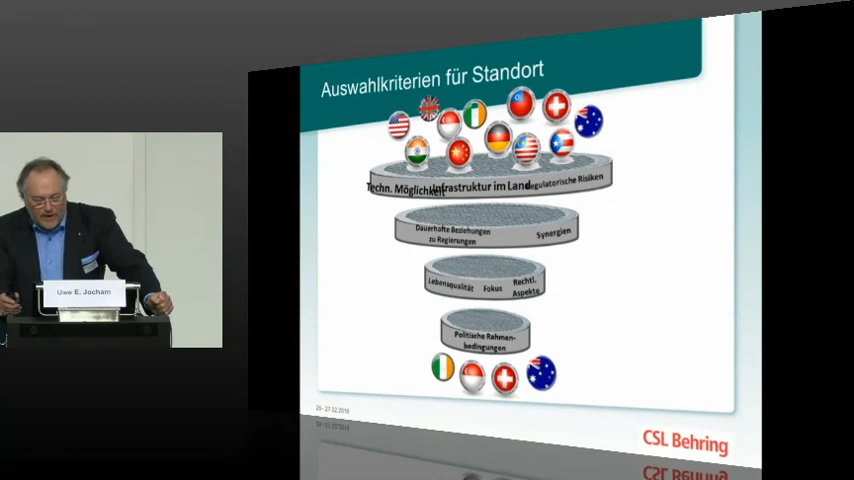 Auswahlkriterien für Standort
Techn. Möglichkeit
Infrastruktur im Land
Regulatorische Risiken
Dauerhafte Beziehungen
zu Regierungen
Synergien
Lebensqualität
Fokus
Rechtl.
Aspekte
Politische Rahmen-
bedingungen
Uwe E. Jocham
CSL Behring